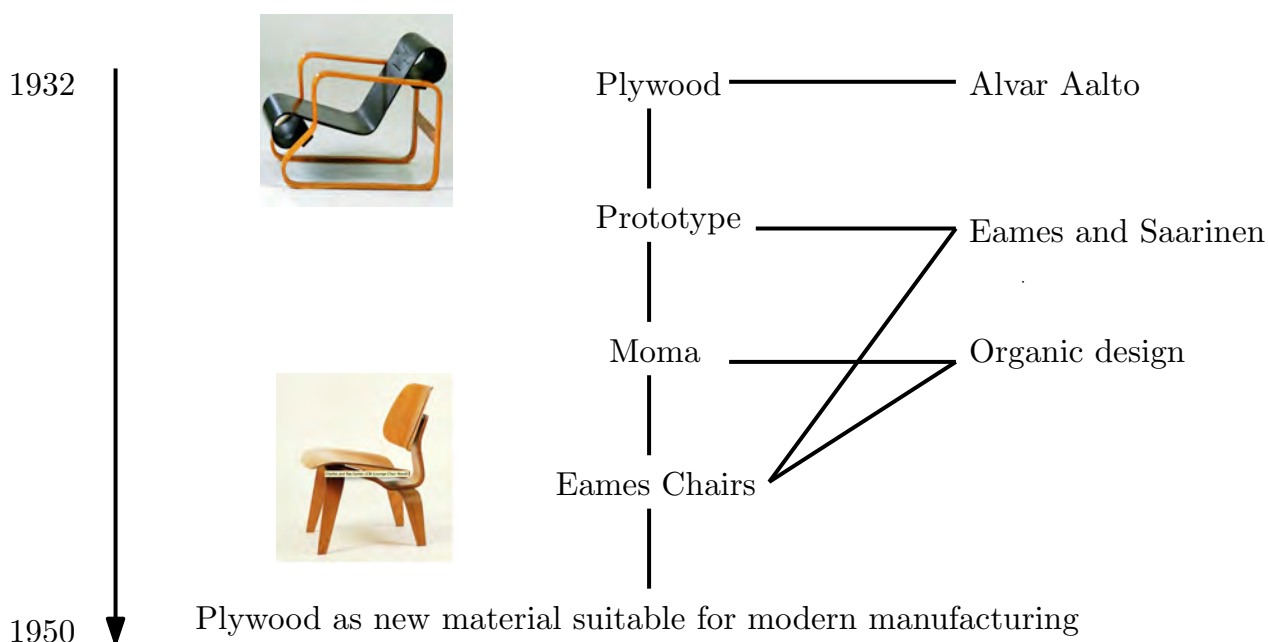 1932
Plywood
Alvar Aalto
Prototype
Eames and Saarinen
Moma
Organic design
Eames Chairs
1950
Plywood as new material suitable for modern manufacturing